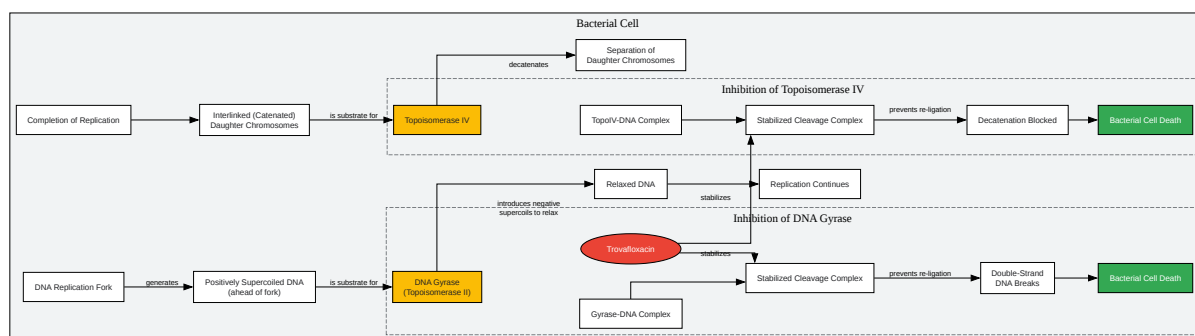 Bacterial Cell
Separation of
Daughter Chromosomes
decatenates
Inhibition of Topoisomerase IV
Completion of Replication
Interlinked (Catenated)
Daughter Chromosomes
is substrate for
Topoisomerase IV
TopoIV-DNA Complex
Stabilized Cleavage Complex
prevents re-ligation
Decatenation Blocked
Bacterial Cell Death
Relaxed DNA
Replication Continues
introduces negative
supercoils to relax
stabilizes
Inhibition of DNA Gyrase
Trovafloxacin
stabilizes
DNA Replication Fork
generates
Positively Supercoiled DNA
(ahead of fork)
is substrate for
DNA Gyrase
(Topoisomerase II)
Stabilized Cleavage Complex
prevents re-ligation
Double-Strand
DNA Breaks
Bacterial Cell Death
Gyrase-DNA Complex